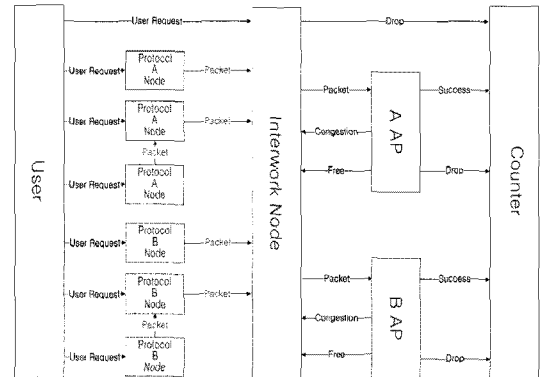 User Request
Drop
Protocol
A
Node
User Request
Packet
Packet
A AP
Success
Protocol
A
Node
User Request
Packet
Congestion
Packet
Interwork Node
User
Counter
Protocol
A
Node
User Request
Free
Drop
Protocol
B
Node
User Request
Packet
Protocol
B
Node
User Request
Packet
Packet
B AP
Success
Congestion
Packet
Protocol
B
Node
User Request
Free
Drop